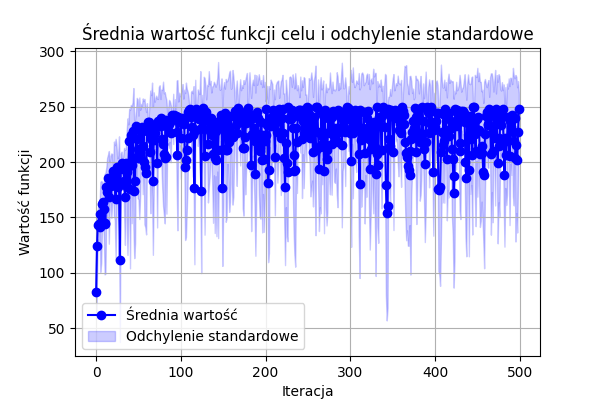 Średnia wartość funkcji celu i odchylenie standardowe
300
250
200
150
100
50
Wartość funkcji
Średnia wartość
Odchylenie standardowe
0 100 200 300 400 500
Iteracja